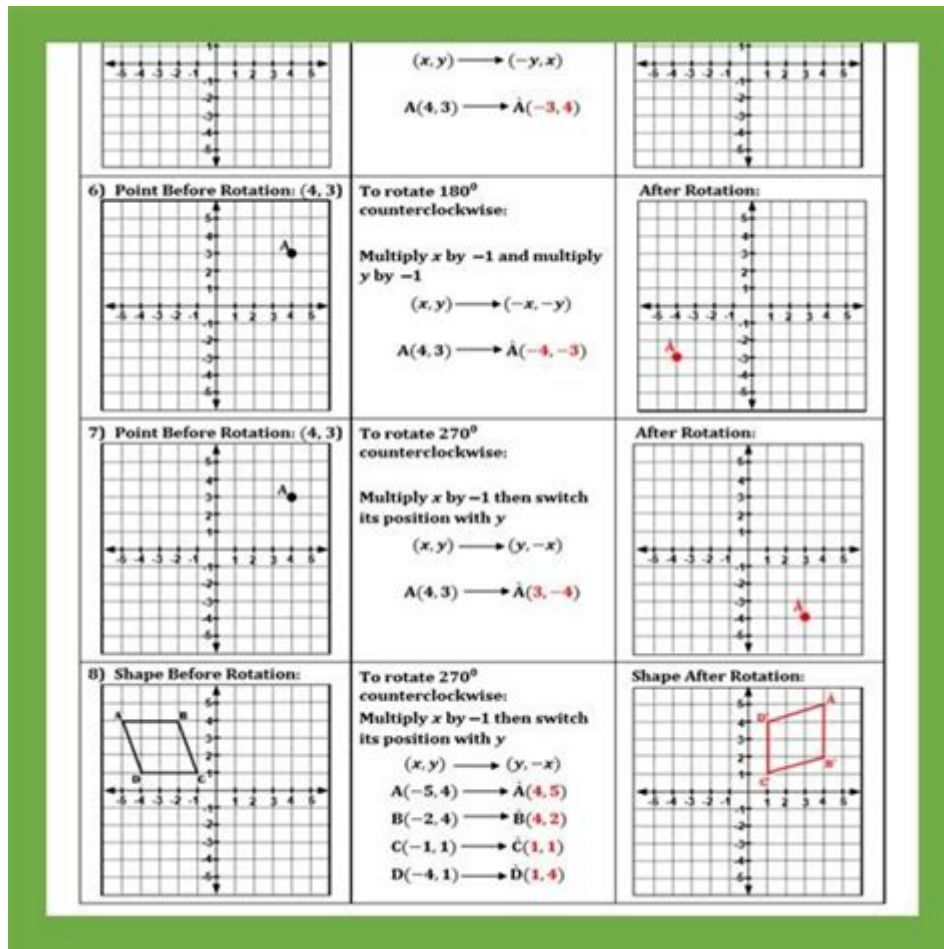 (x, y) ⟶ (−y, x)
A(4, 3) ⟶ À(−3, 4)
6) Point Before Rotation: (4, 3)
A
To rotate 180⁰
counterclockwise:
Multiply x by −1 and multiply
y by −1
(x, y) ⟶ (−x, −y)
A(4, 3) ⟶ À(−4, −3)
After Rotation:
À
7) Point Before Rotation: (4, 3)
A
To rotate 270⁰
counterclockwise:
Multiply x by −1 then switch
its position with y
(x, y) ⟶ (y, −x)
A(4, 3) ⟶ À(3, −4)
After Rotation:
À
8) Shape Before Rotation:
A B
D C
To rotate 270⁰
counterclockwise:
Multiply x by −1 then switch
its position with y
(x, y) ⟶ (y, −x)
A(−5, 4) ⟶ À(4, 5)
B(−2, 4) ⟶ B̀(4, 2)
C(−1, 1) ⟶ C̀(1, 1)
D(−4, 1) ⟶ D̀(1, 4)
Shape After Rotation:
À
D'
B'
C'